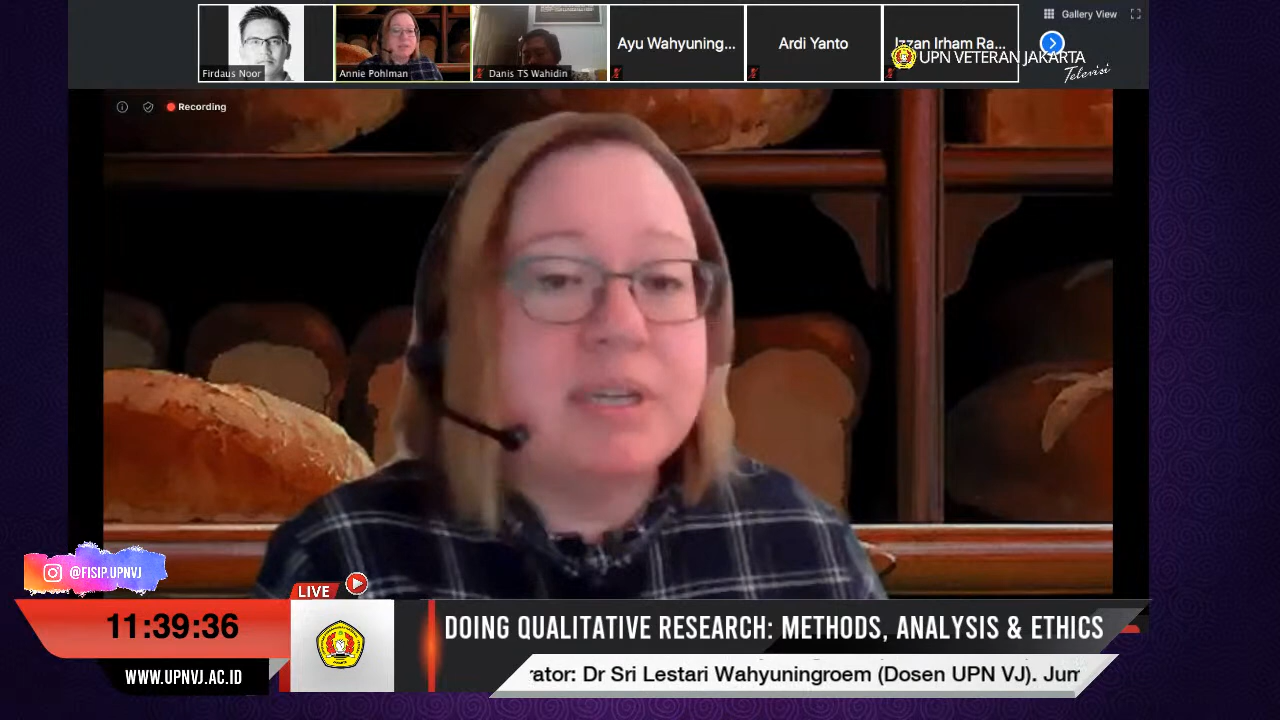 Gallery View
Ayu Wahyuning...
Ardi Yanto
Izzan Irham Ra...
UPN VETERAN JAKARTA
Televisi
Firdaus Noor
Annie Pohlman
Danis TS Wahidin
Recording
@FISIP.UPNVJ
LIVE
11:39:36
DOING QUALITATIVE RESEARCH: METHODS, ANALYSIS & ETHICS
WWW.UPNVJ.AC.ID
rator: Dr Sri Lestari Wahyuningroem (Dosen UPN VJ). Jum